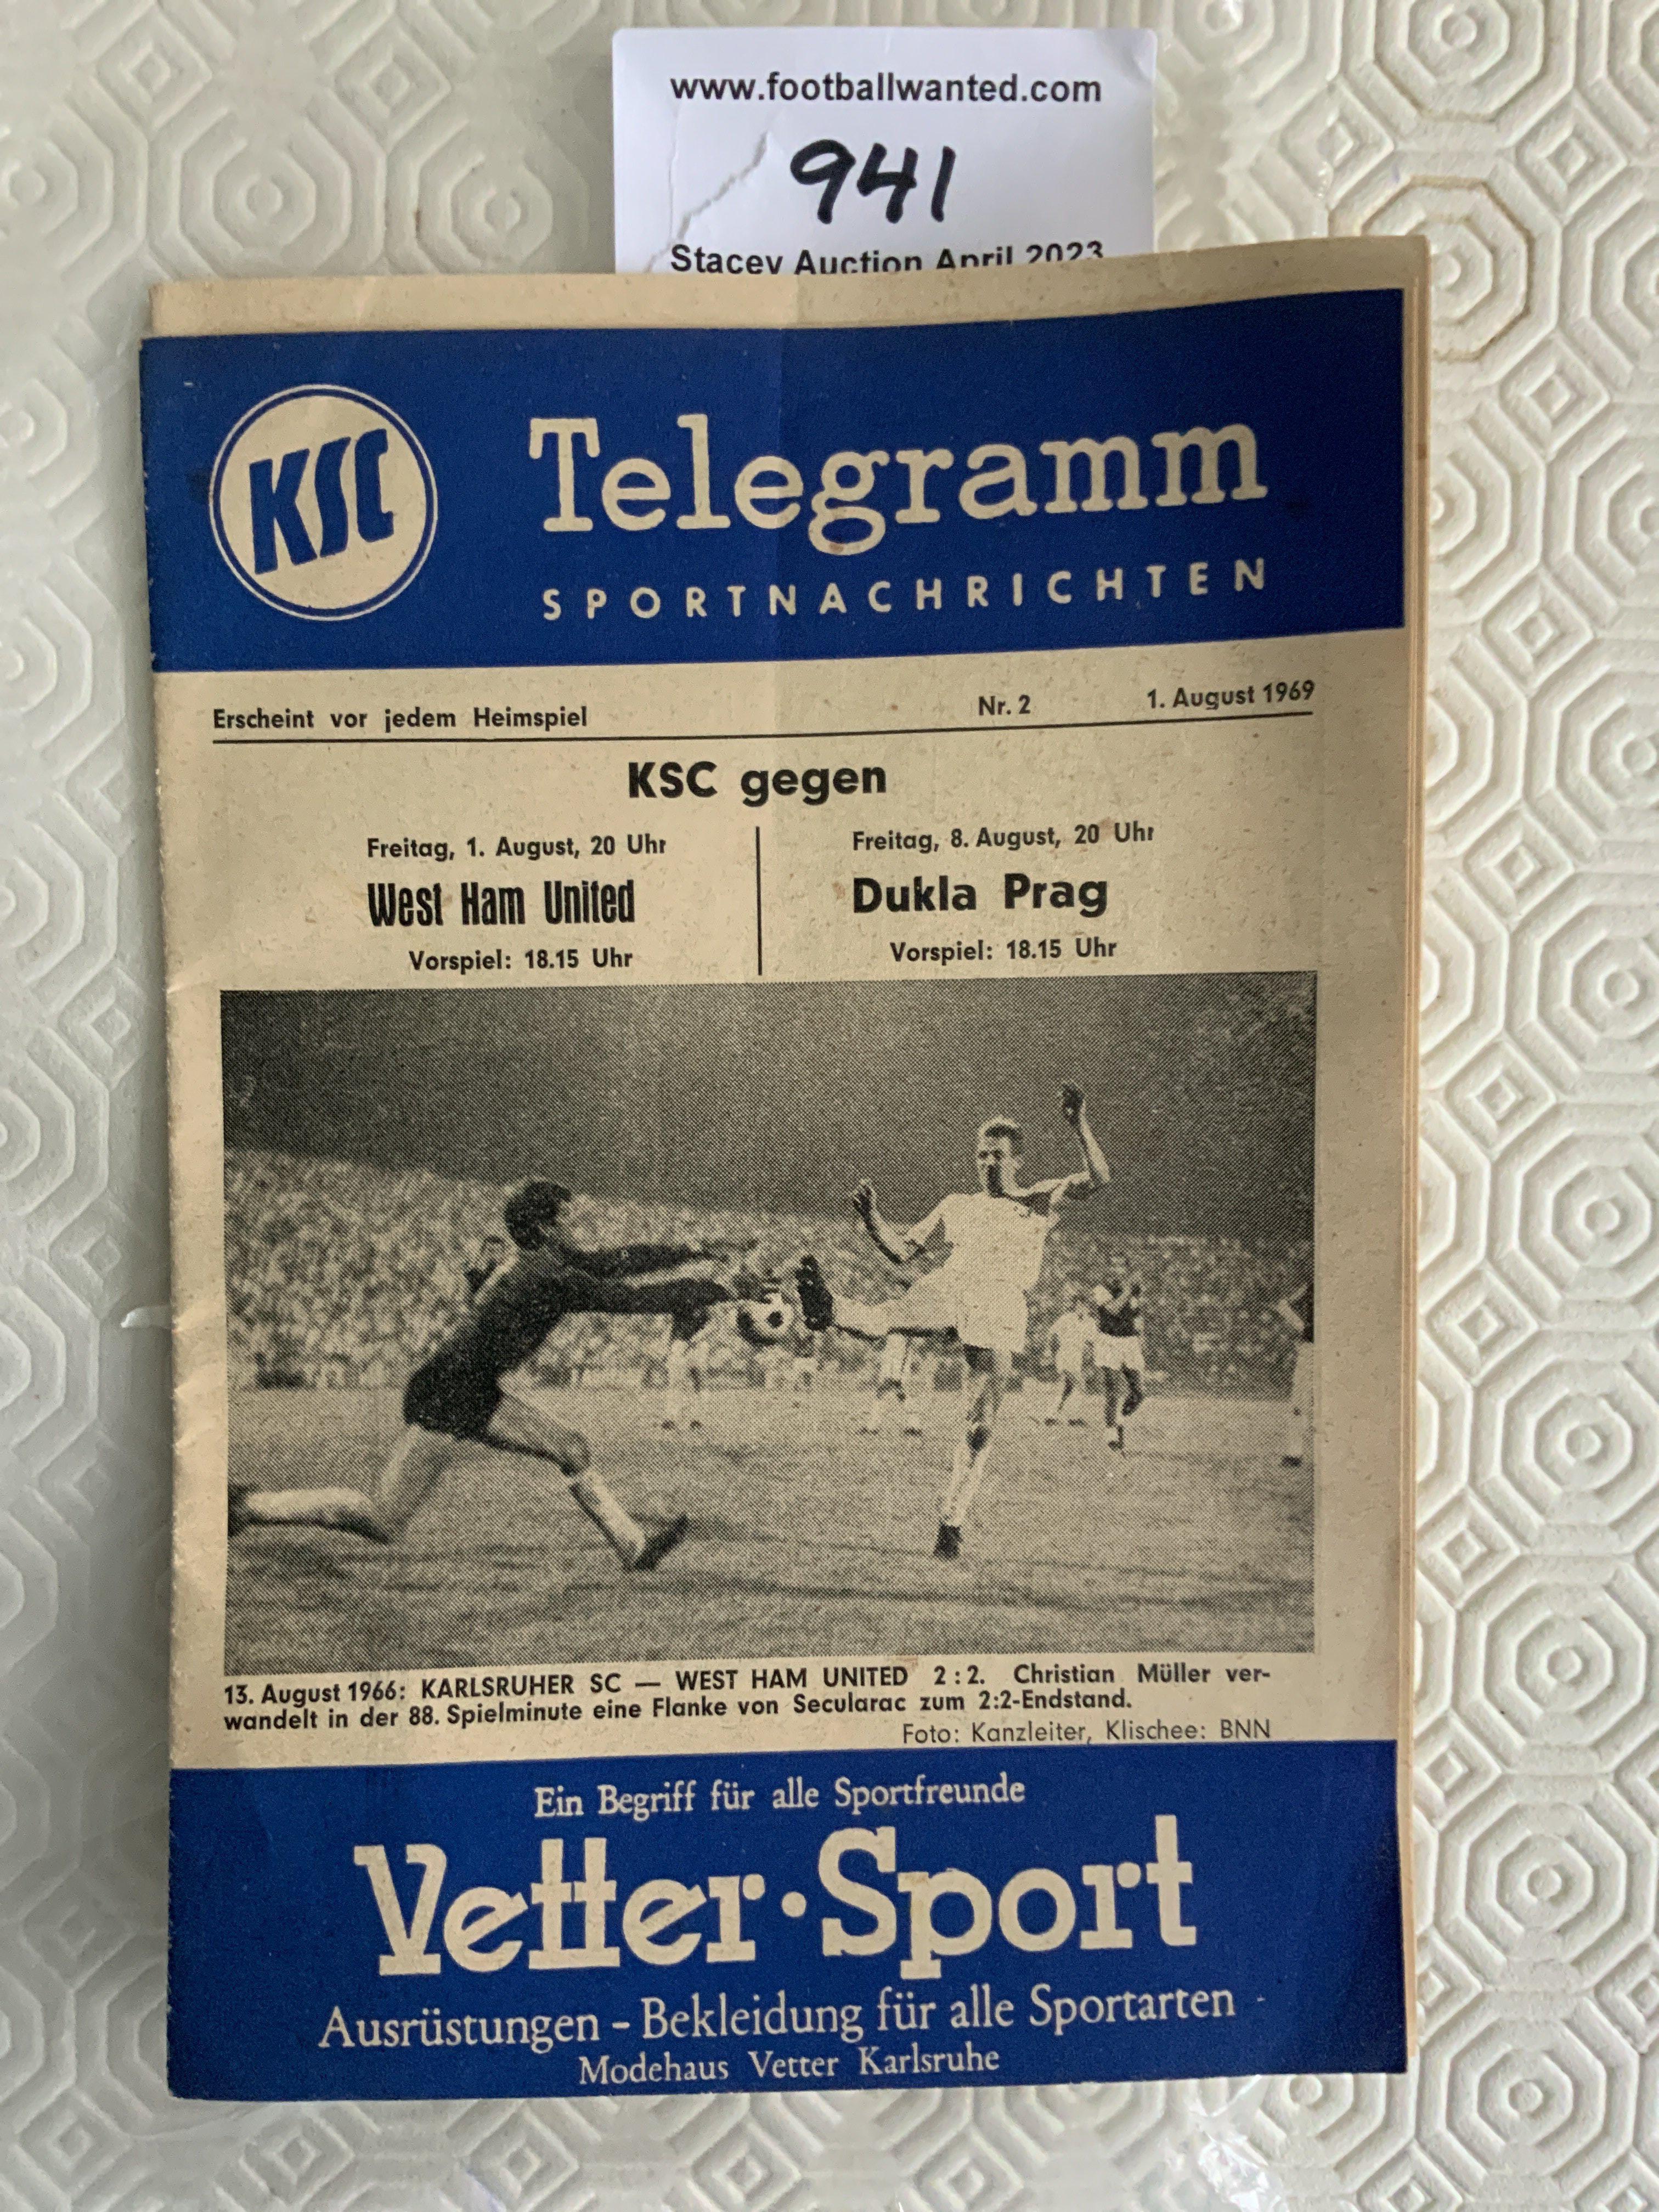 www.footballwanted.com
941
Stacey Auction April 2023
KSC
Telegramm
SPORTNACHRICHTEN
Erscheint vor jedem Heimspiel Nr. 2 1. August 1969
KSC gegen
Freitag, 1. August, 20 Uhr
West Ham United
Vorspiel: 18.15 Uhr
Freitag, 8. August, 20 Uhr
Dukla Prag
Vorspiel: 18.15 Uhr
13. August 1966: KARLSRUHER SC — WEST HAM UNITED 2:2. Christian Müller ver-
wandelt in der 88. Spielminute eine Flanke von Secularac zum 2:2-Endstand.
Foto: Kanzleiter, Klischee: BNN
Ein Begriff für alle Sportfreunde
Vetter·Sport
Ausrüstungen - Bekleidung für alle Sportarten
Modehaus Vetter Karlsruhe